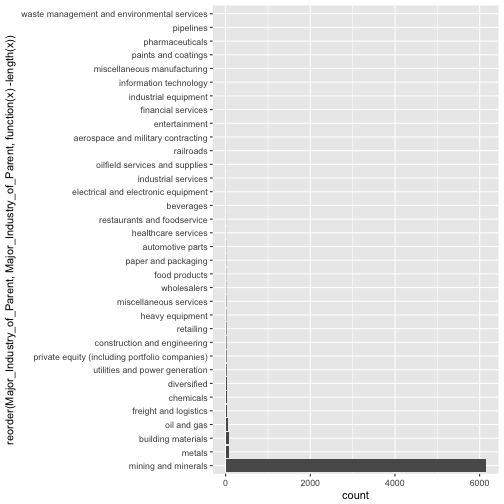 reorder(Major_Industry_of_Parent, Major_Industry_of_Parent, function(x) -length(x))
waste management and environmental services
pipelines
pharmaceuticals
paints and coatings
miscellaneous manufacturing
information technology
industrial equipment
financial services
entertainment
aerospace and military contracting
railroads
oilfield services and supplies
industrial services
electrical and electronic equipment
beverages
restaurants and foodservice
healthcare services
automotive parts
paper and packaging
food products
wholesalers
miscellaneous services
heavy equipment
retailing
construction and engineering
private equity (including portfolio companies)
utilities and power generation
diversified
chemicals
freight and logistics
oil and gas
building materials
metals
mining and minerals
0 2000 4000 6000
count